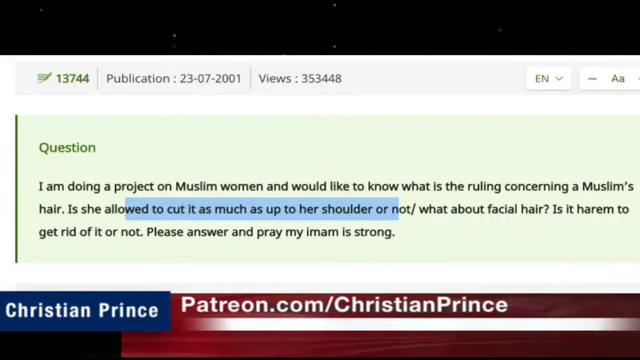 13744 Publication : 23-07-2001 Views : 353448 EN Aa
Question
I am doing a project on Muslim women and would like to know what is the ruling concerning a Muslim's
hair. Is she allowed to cut it as much as up to her shoulder or not/ what about facial hair? Is it harem to
get rid of it or not. Please answer and pray my imam is strong.
Christian Prince Patreon.com/ChristianPrince